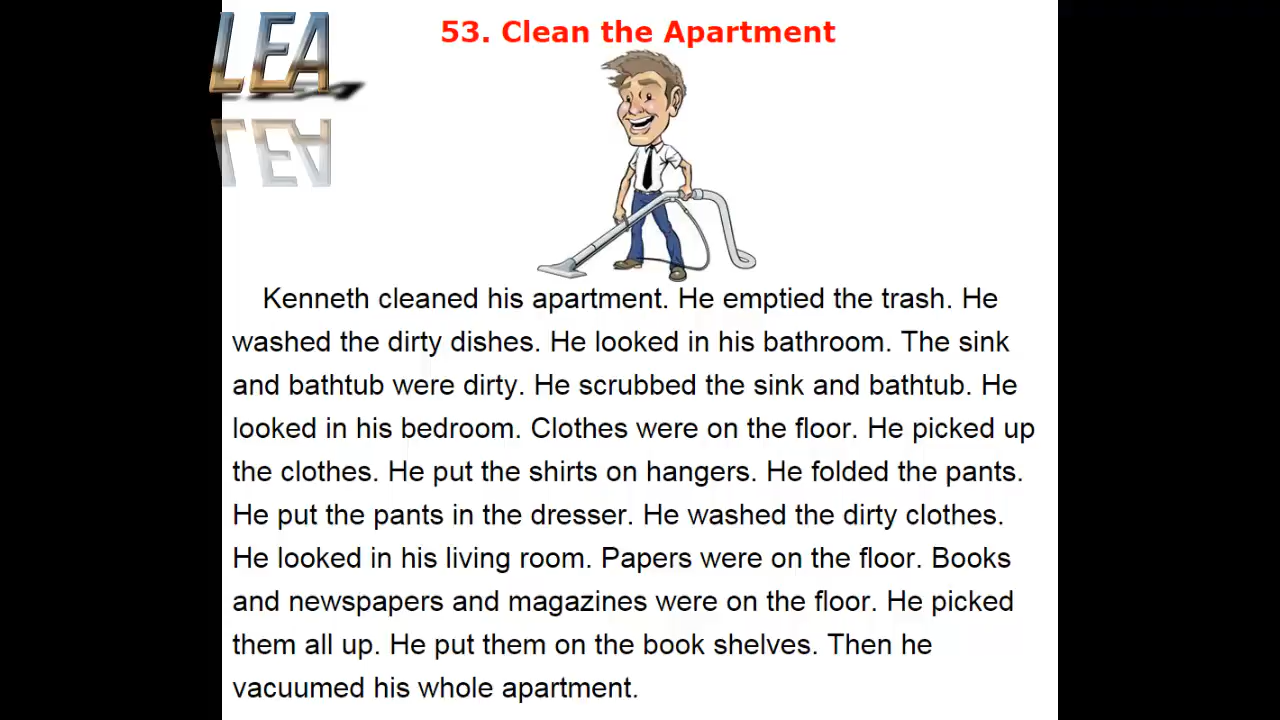 LEA
53. Clean the Apartment
Kenneth cleaned his apartment. He emptied the trash. He
washed the dirty dishes. He looked in his bathroom. The sink
and bathtub were dirty. He scrubbed the sink and bathtub. He
looked in his bedroom. Clothes were on the floor. He picked up
the clothes. He put the shirts on hangers. He folded the pants.
He put the pants in the dresser. He washed the dirty clothes.
He looked in his living room. Papers were on the floor. Books
and newspapers and magazines were on the floor. He picked
them all up. He put them on the book shelves. Then he
vacuumed his whole apartment.